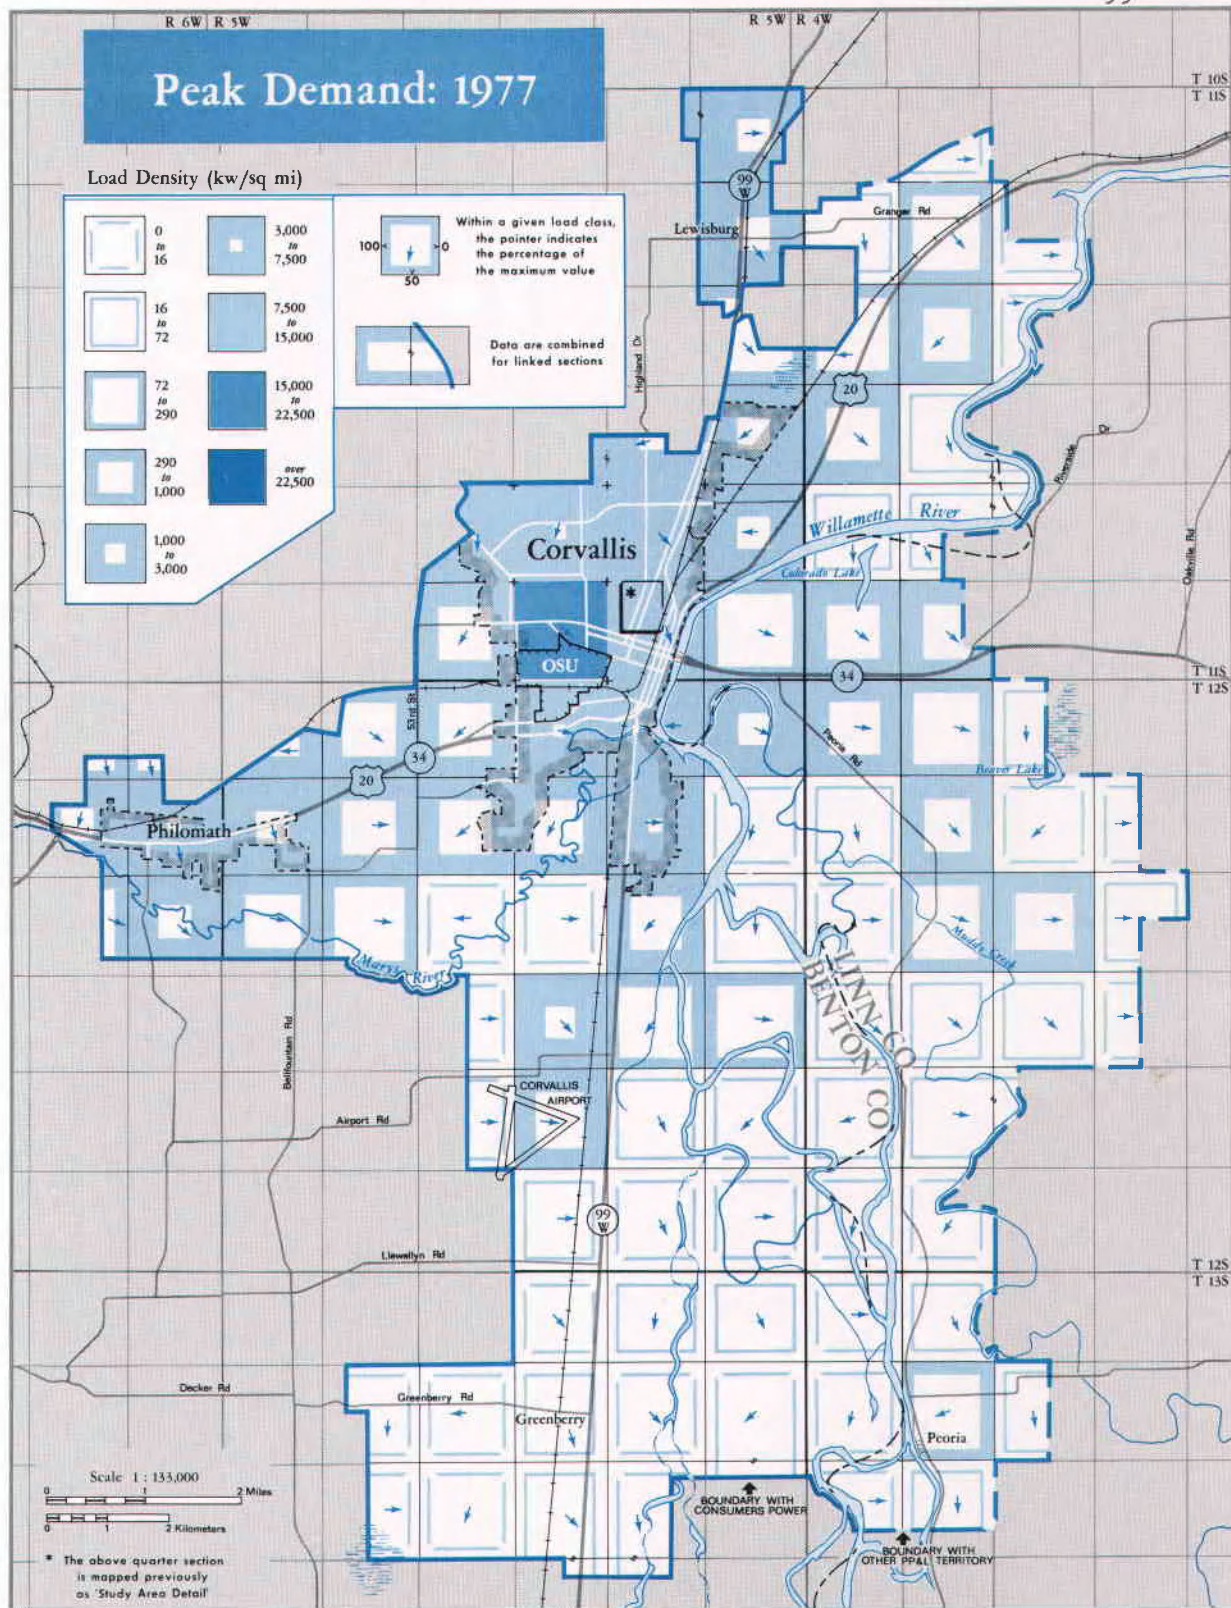 R 6W R 5W
R 5W R 4W
Peak Demand: 1977
T 10S
T 11S
Load Density (kw/sq mi)
0
to
16
16
to
72
72
to
290
290
to
1,000
1,000
to
3,000
3,000
to
7,500
7,500
to
15,000
15,000
to
22,500
over
22,500
100
0
50
Within a given load class,
the pointer indicates
the percentage of
the maximum value
Data are combined
for linked sections
99
W
Lewisburg
Granger Rd
Highland Dr
20
Riverside Dr
Oakville Rd
Willamette River
Corvallis
Colorado Lake
*
OSU
34
T 11S
T 12S
53rd St
34
20
Peoria Rd
Beaver Lake
Philomath
Marys River
Muddy Creek
LINN CO
BENTON CO
Bellfountain Rd
CORVALLIS
AIRPORT
Airport Rd
99
W
Llewellyn Rd
T 12S
T 13S
Decker Rd
Greenberry Rd
Greenberry
Peoria
Scale 1 : 133,000
0 1 2 Miles
0 1 2 Kilometers
BOUNDARY WITH
CONSUMERS POWER
BOUNDARY WITH
OTHER PP&L TERRITORY
* The above quarter section
is mapped previously
as 'Study Area Detail'